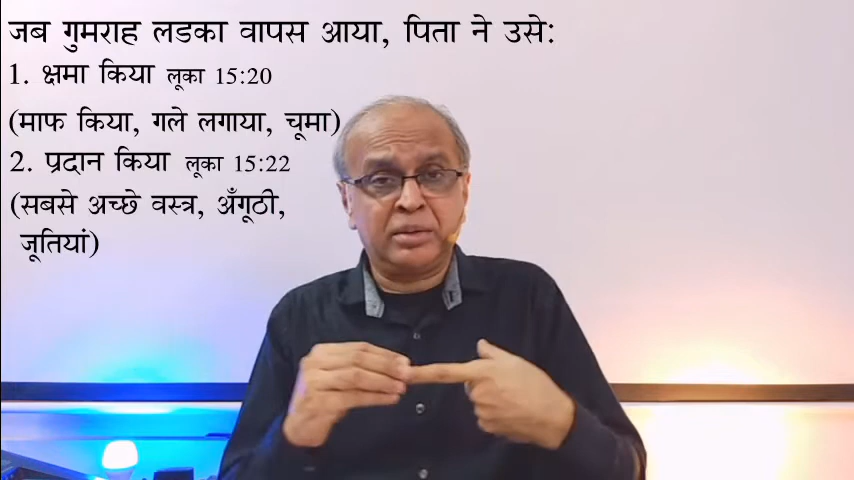 जब गुमराह लडका वापस आया, पिता ने उसे:
1. क्षमा किया लूका 15:20
(माफ किया, गले लगाया, चूमा)
2. प्रदान किया लूका 15:22
(सबसे अच्छे वस्त्र, अँगूठी,
जूतियां)